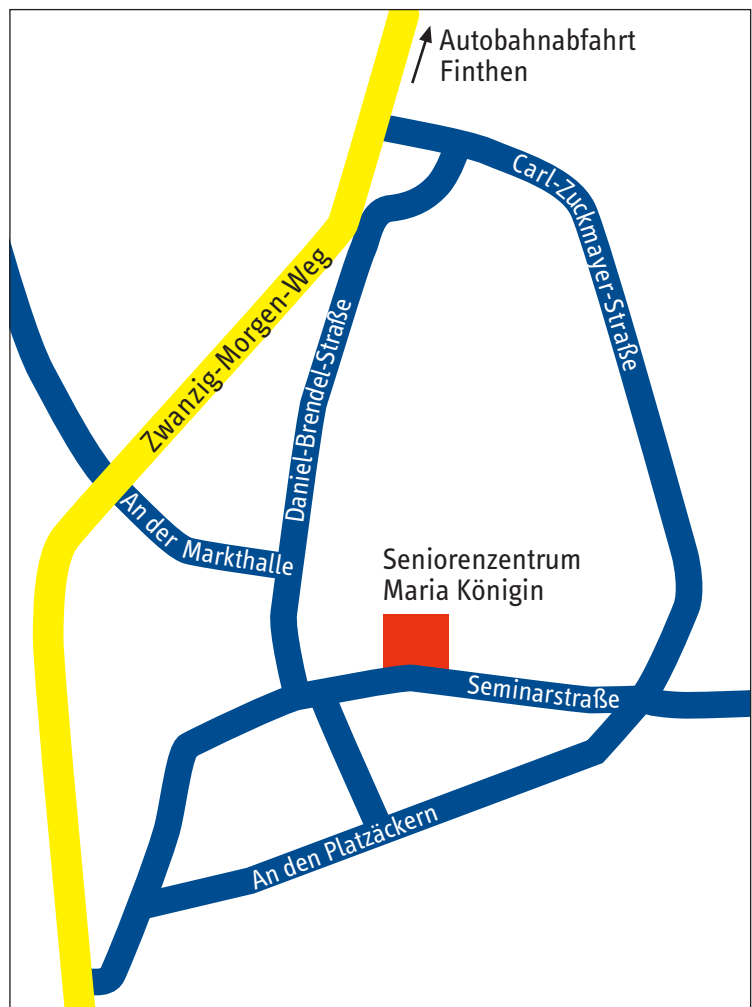 Autobahnabfahrt
Finthen
Carl-Zuckmayer-Straße
Zwanzig-Morgen-Weg
Daniel-Brendel-Straße
An der Markthalle
Seniorenzentrum
Maria Königin
Seminarstraße
An den Platzäckern